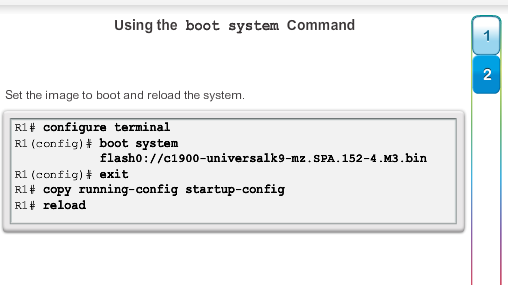 Using the boot system Command
1
2
Set the image to boot and reload the system.
R1# configure terminal
R1(config)# boot system
flash0://c1900-universalk9-mz.SPA.152-4.M3.bin
R1(config)# exit
R1# copy running-config startup-config
R1# reload